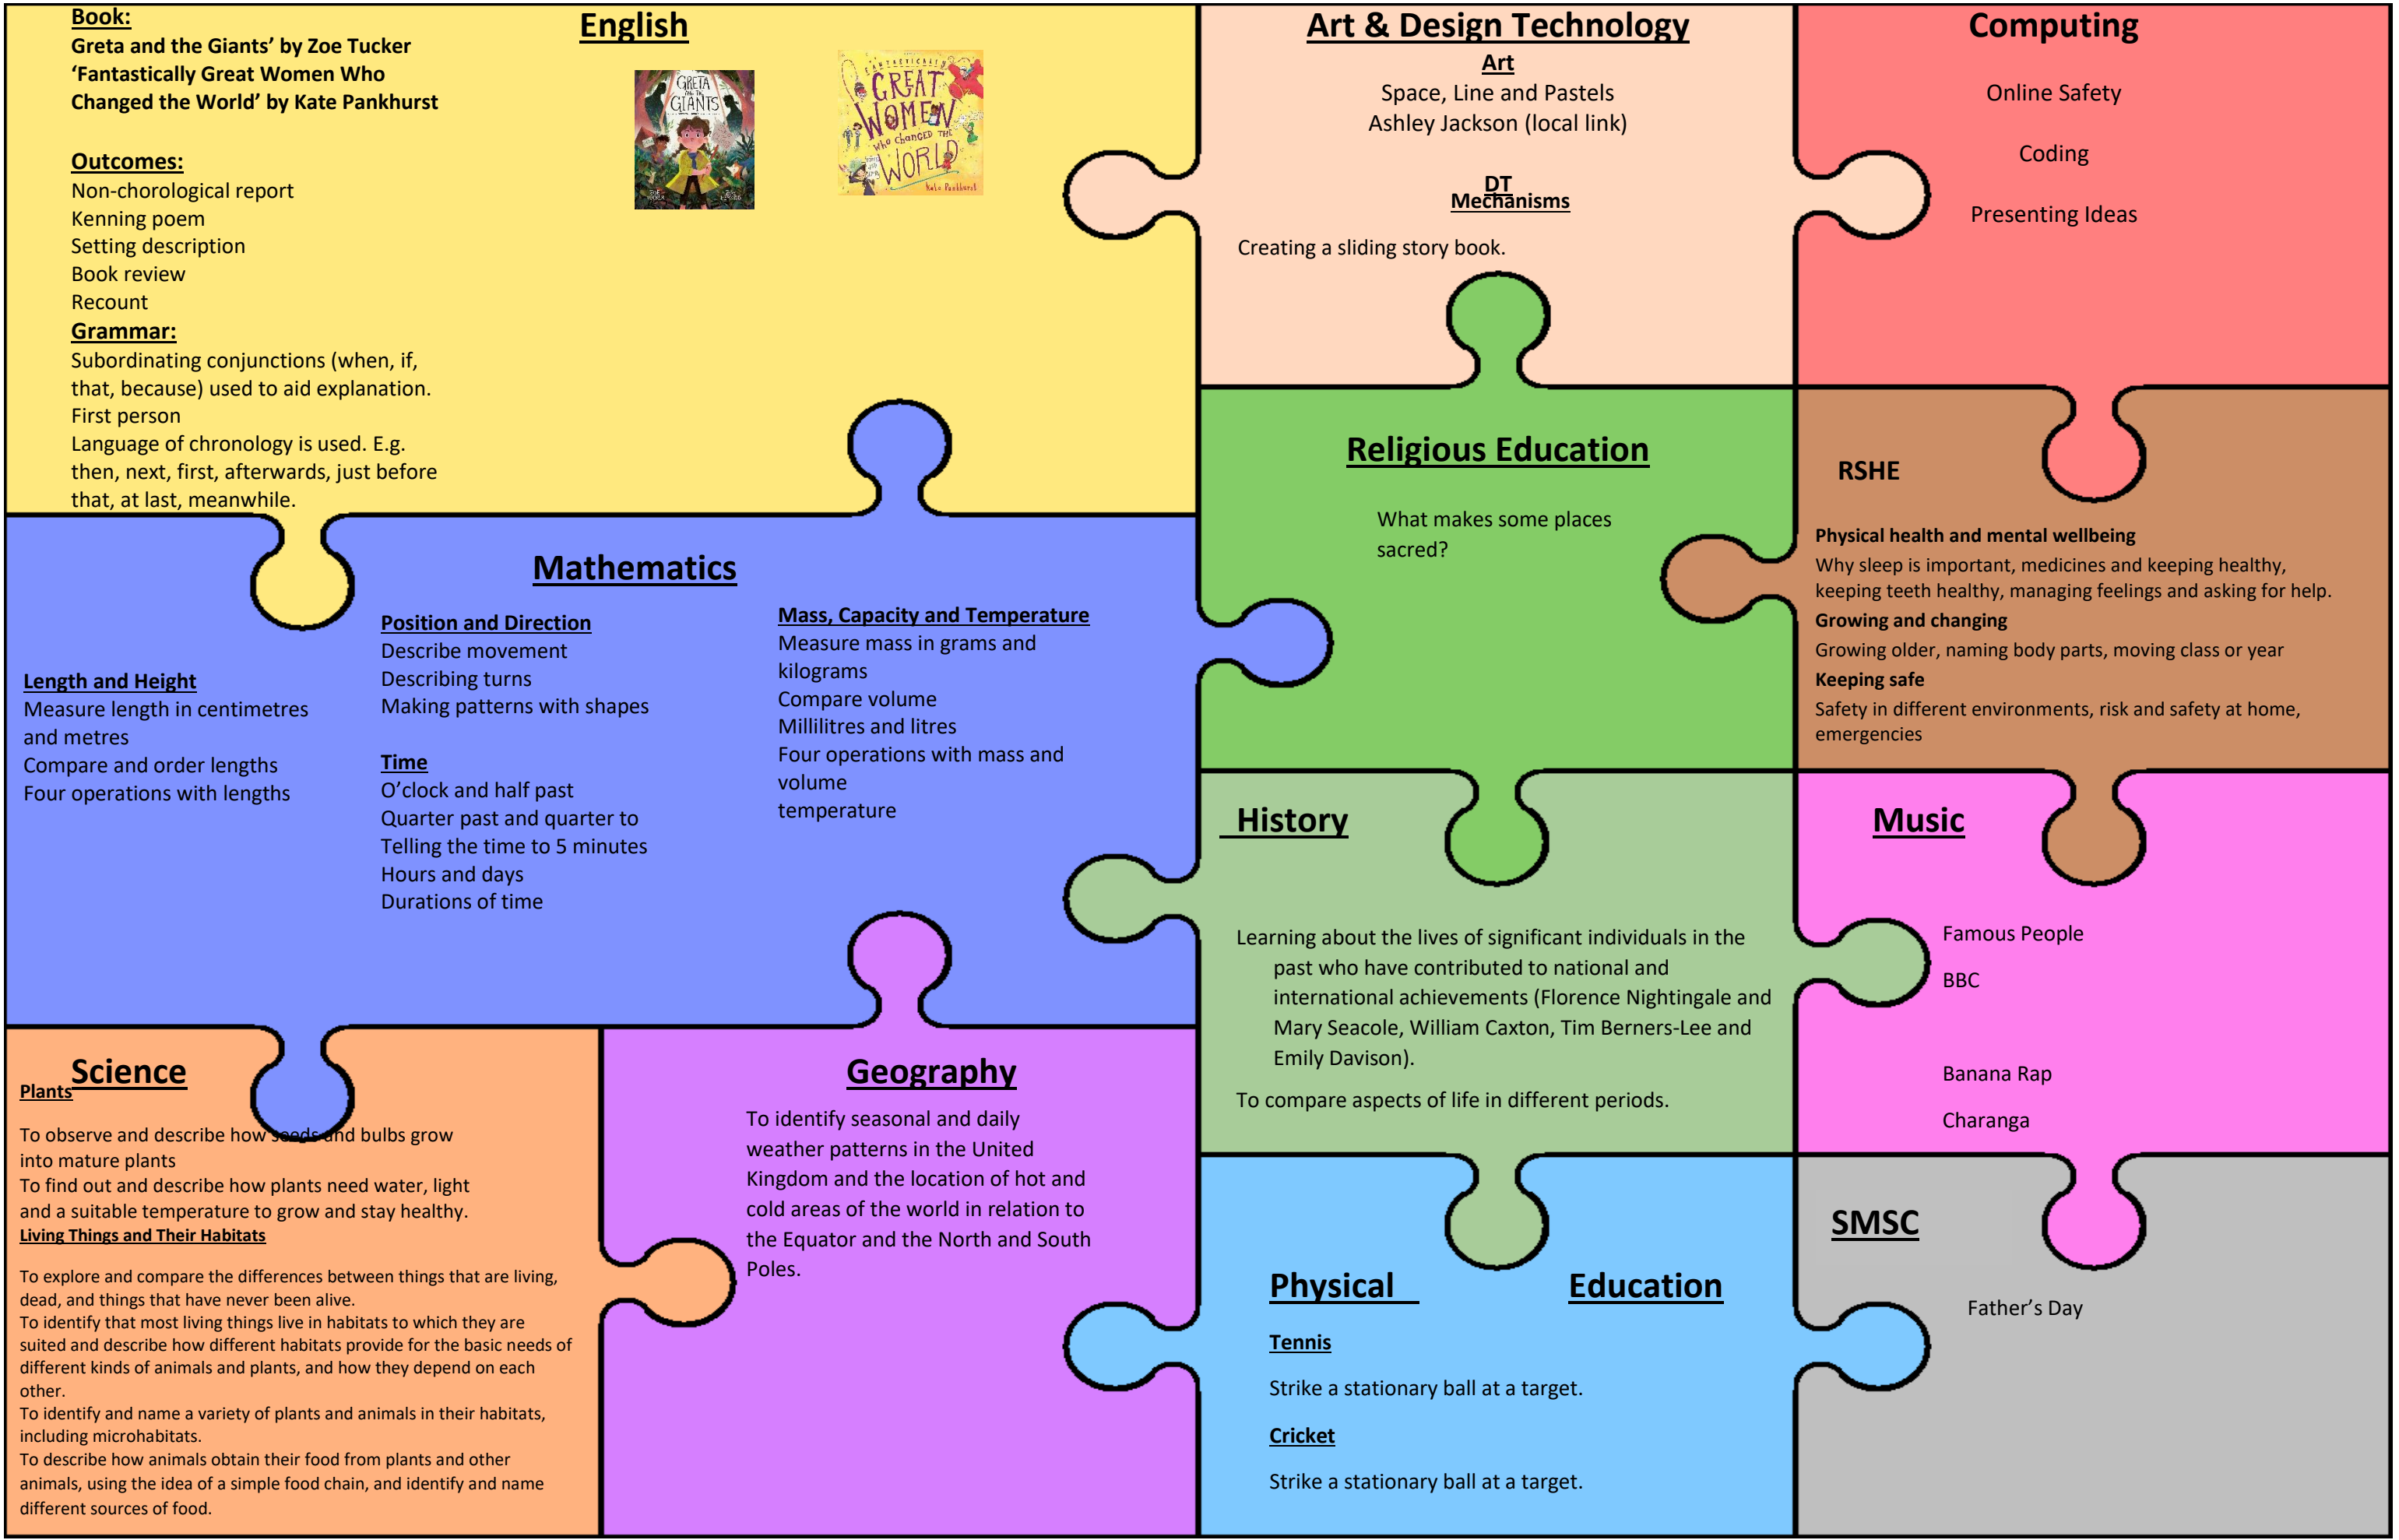 Book:
Greta and the Giants’ by Zoe Tucker
‘Fantastically Great Women Who
Changed the World’ by Kate Pankhurst
Outcomes:
Non-chorological report
Kenning poem
Setting description
Book review
Recount
Grammar:
Subordinating conjunctions (when, if,
that, because) used to aid explanation.
First person
Language of chronology is used. E.g.
then, next, first, afterwards, just before
that, at last, meanwhile.
English
GRETA
AND THE
GIANTS
FANTASTICALLY
GREAT
WOMEN
who changed the
WORLD
Kate Pankhurst
Art & Design Technology
Art
Space, Line and Pastels
Ashley Jackson (local link)
DT
Mechanisms
Creating a sliding story book.
Computing
Online Safety
Coding
Presenting Ideas
Mathematics
Length and Height
Measure length in centimetres
and metres
Compare and order lengths
Four operations with lengths
Position and Direction
Describe movement
Describing turns
Making patterns with shapes
Time
O’clock and half past
Quarter past and quarter to
Telling the time to 5 minutes
Hours and days
Durations of time
Mass, Capacity and Temperature
Measure mass in grams and
kilograms
Compare volume
Millilitres and litres
Four operations with mass and
volume
temperature
Religious Education
What makes some places
sacred?
RSHE
Physical health and mental wellbeing
Why sleep is important, medicines and keeping healthy,
keeping teeth healthy, managing feelings and asking for help.
Growing and changing
Growing older, naming body parts, moving class or year
Keeping safe
Safety in different environments, risk and safety at home,
emergencies
History
Learning about the lives of significant individuals in the
past who have contributed to national and
international achievements (Florence Nightingale and
Mary Seacole, William Caxton, Tim Berners-Lee and
Emily Davison).
To compare aspects of life in different periods.
Music
Famous People
BBC
Banana Rap
Charanga
Science
Plants
To observe and describe how seeds and bulbs grow
into mature plants
To find out and describe how plants need water, light
and a suitable temperature to grow and stay healthy.
Living Things and Their Habitats
To explore and compare the differences between things that are living,
dead, and things that have never been alive.
To identify that most living things live in habitats to which they are
suited and describe how different habitats provide for the basic needs of
different kinds of animals and plants, and how they depend on each
other.
To identify and name a variety of plants and animals in their habitats,
including microhabitats.
To describe how animals obtain their food from plants and other
animals, using the idea of a simple food chain, and identify and name
different sources of food.
Geography
To identify seasonal and daily
weather patterns in the United
Kingdom and the location of hot and
cold areas of the world in relation to
the Equator and the North and South
Poles.
Physical Education
Tennis
Strike a stationary ball at a target.
Cricket
Strike a stationary ball at a target.
SMSC
Father’s Day